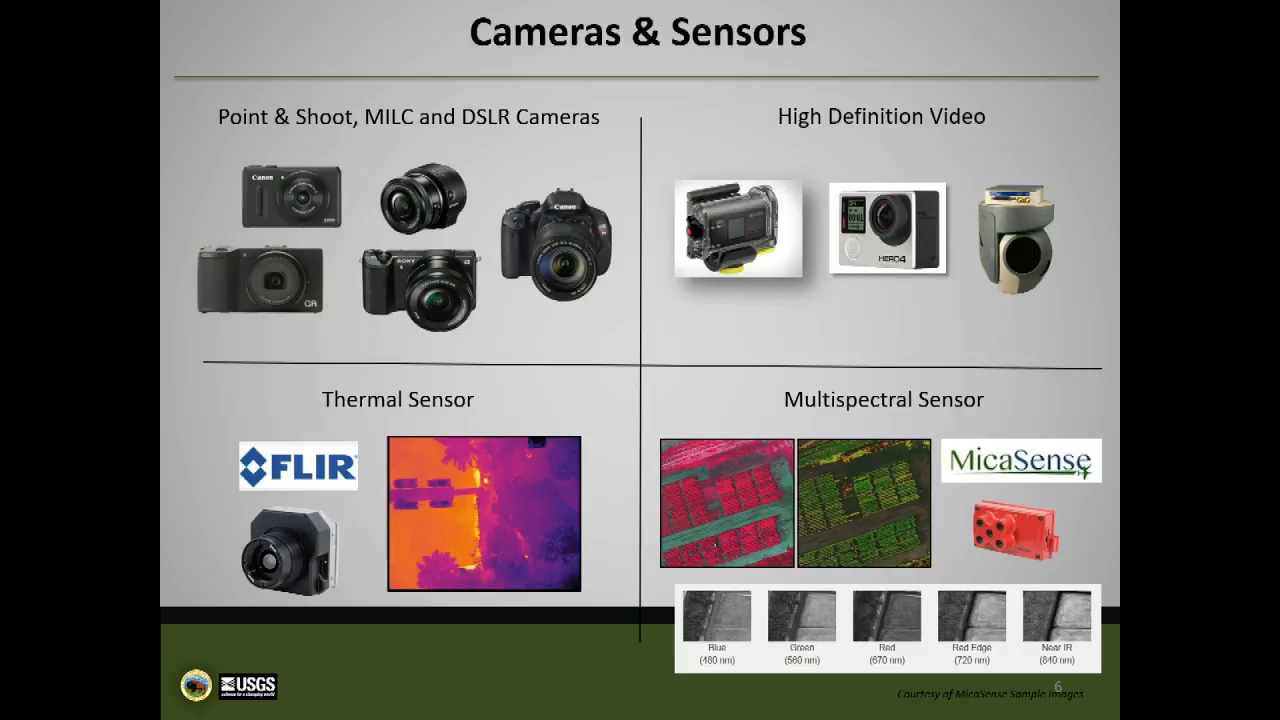 Cameras & Sensors
Point & Shoot, MILC and DSLR Cameras
High Definition Video
Canon
Canon
SONY
GR
HERO4
Thermal Sensor
Multispectral Sensor
FLIR
MicaSense
Blue
(480 nm)
Green
(560 nm)
Red
(670 nm)
Red Edge
(720 nm)
Near IR
(840 nm)
USGS
science for a changing world
6
Courtesy of MicaSense Sample Images